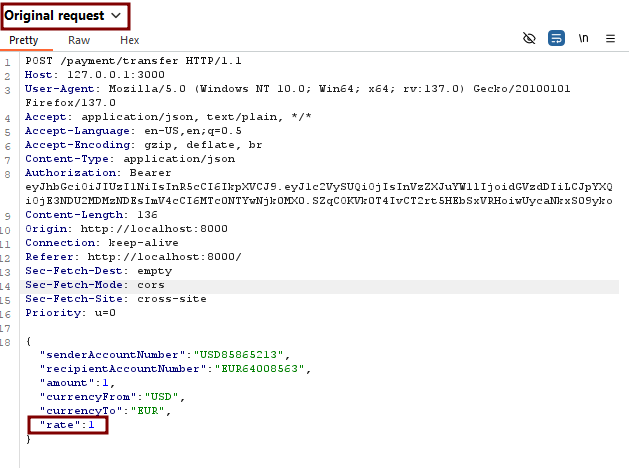 Original request
Pretty Raw Hex \n
1 POST /payment/transfer HTTP/1.1
2 Host: 127.0.0.1:3000
3 User-Agent: Mozilla/5.0 (Windows NT 10.0; Win64; x64; rv:137.0) Gecko/20100101
Firefox/137.0
4 Accept: application/json, text/plain, */*
5 Accept-Language: en-US,en;q=0.5
6 Accept-Encoding: gzip, deflate, br
7 Content-Type: application/json
8 Authorization: Bearer
9 Content-Length: 136
10 Origin: http://localhost:8000
11 Connection: keep-alive
12 Referer: http://localhost:8000/
13 Sec-Fetch-Dest: empty
14 Sec-Fetch-Mode: cors
15 Sec-Fetch-Site: cross-site
16 Priority: u=0
17
18 {
"senderAccountNumber":"USD85865213",
"recipientAccountNumber":"EUR64008563",
"amount":1,
"currencyFrom":"USD",
"currencyTo":"EUR",
"rate":1
}